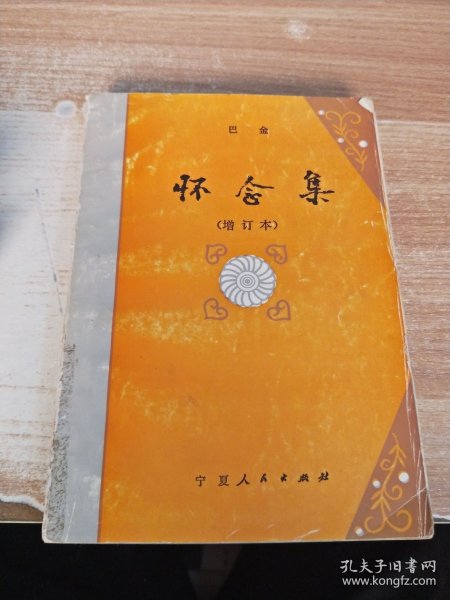 巴金
怀念集
(增订本)
宁夏人民出版社
孔夫子旧书网
www.kongfz.com